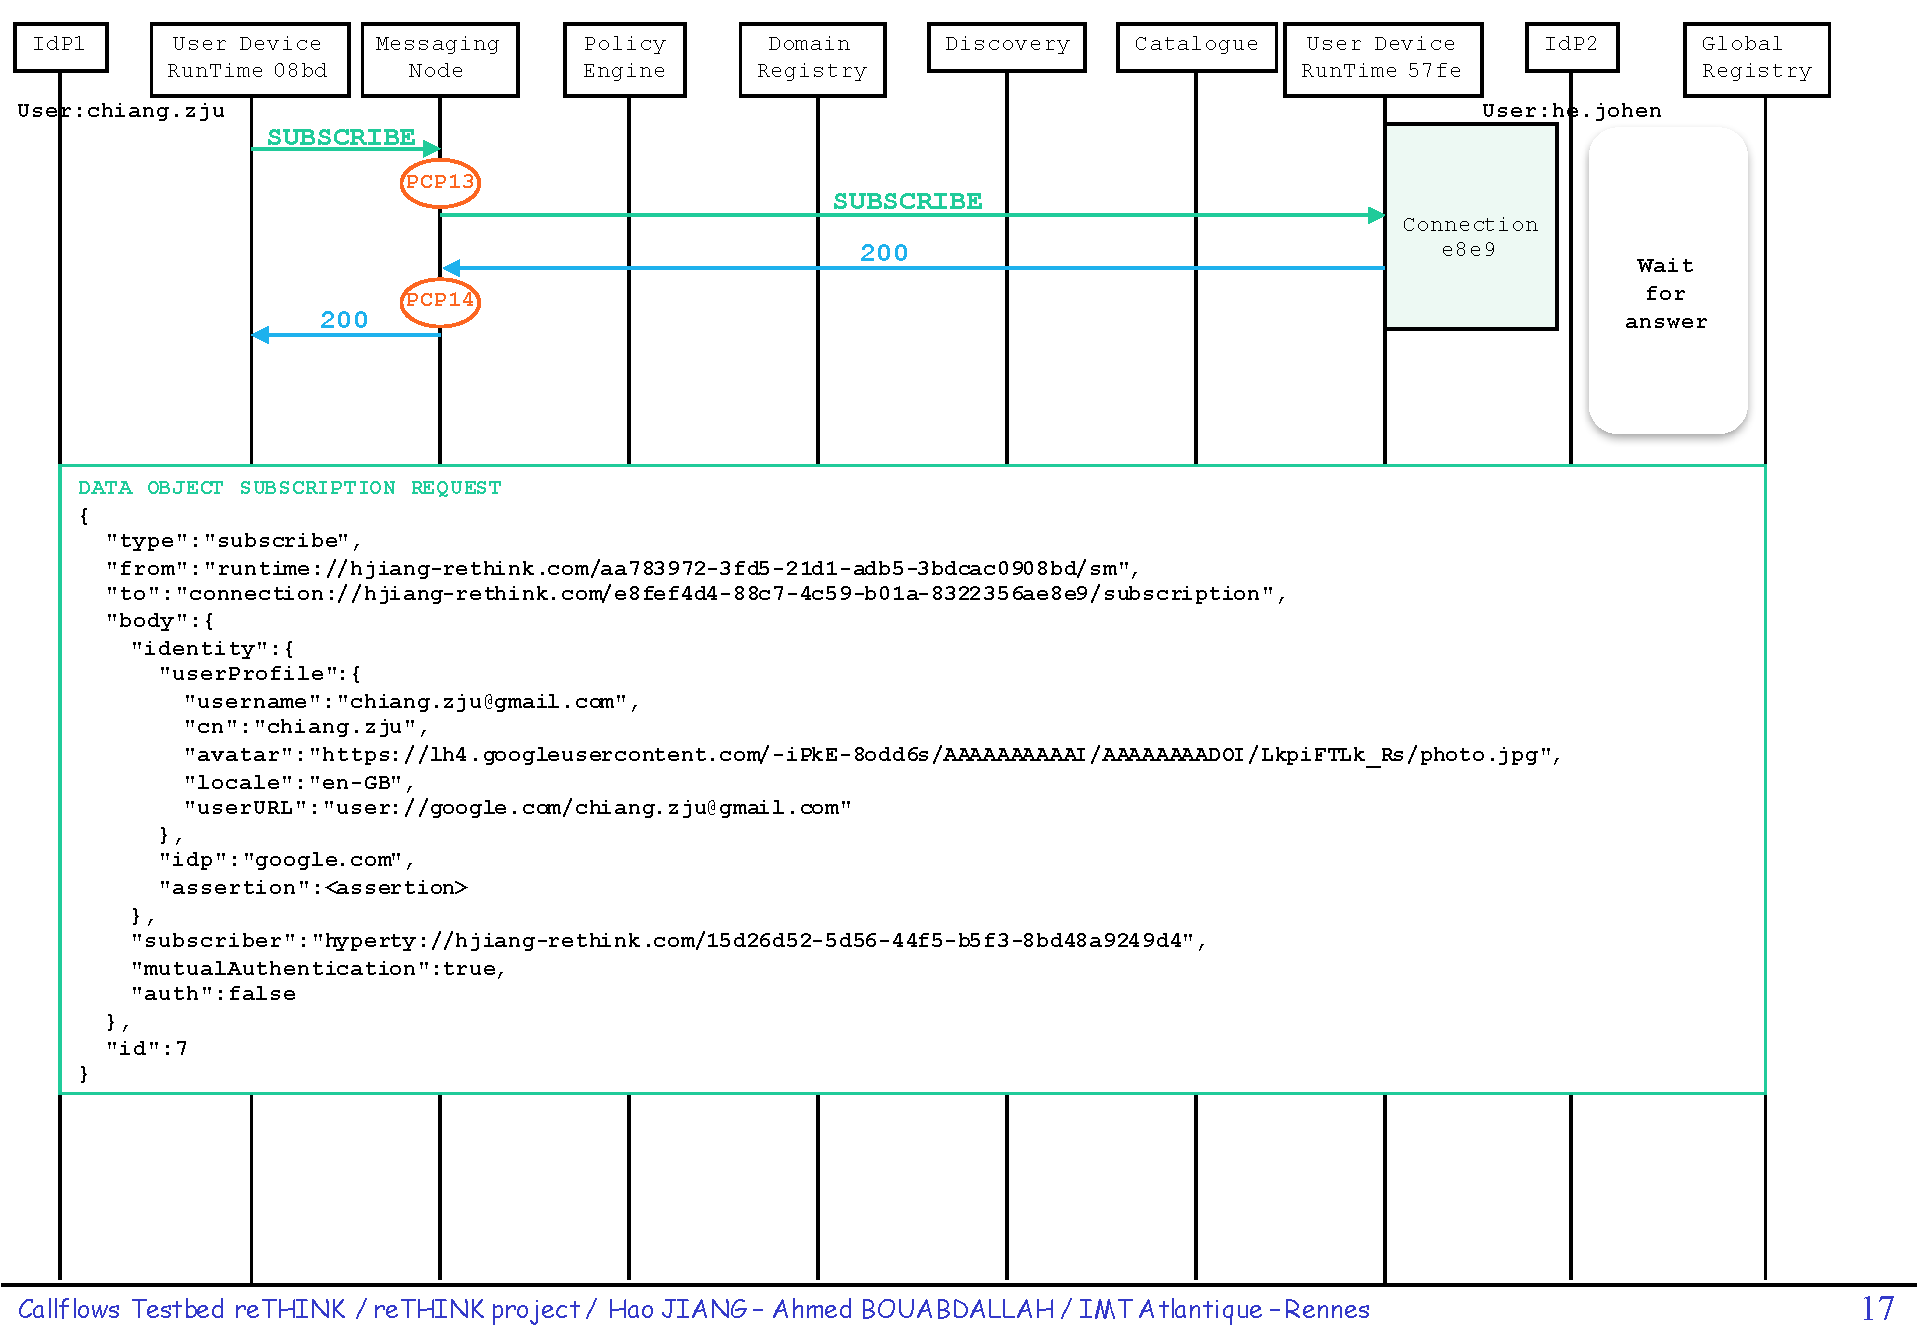 IdP1
User Device
RunTime 08bd
Messaging
Node
Policy
Engine
Domain
Registry
Discovery
Catalogue
User Device
RunTime 57fe
IdP2
Global
Registry
User:chiang.zju
User:he.johen
SUBSCRIBE
PCP13
SUBSCRIBE
Connection
e8e9
200
PCP14
200
Wait
for
answer
DATA OBJECT SUBSCRIPTION REQUEST
{
"type":"subscribe",
"from":"runtime://hjiang-rethink.com/aa783972-3fd5-21d1-adb5-3bdcac0908bd/sm",
"to":"connection://hjiang-rethink.com/e8fef4d4-88c7-4c59-b01a-8322356ae8e9/subscription",
"body":{
"identity":{
"userProfile":{
"username":"chiang.zju@gmail.com",
"cn":"chiang.zju",
"avatar":"https://lh4.googleusercontent.com/-iPkE-8odd6s/AAAAAAAAAAI/AAAAAAAADOI/LkpiFTLk_Rs/photo.jpg",
"locale":"en-GB",
"userURL":"user://google.com/chiang.zju@gmail.com"
},
"idp":"google.com",
"assertion":<assertion>
},
"subscriber":"hyperty://hjiang-rethink.com/15d26d52-5d56-44f5-b5f3-8bd48a9249d4",
"mutualAuthentication":true,
"auth":false
},
"id":7
}
Callflows Testbed reTHINK / reTHINK project / Hao JIANG – Ahmed BOUABDALLAH / IMT Atlantique – Rennes
17